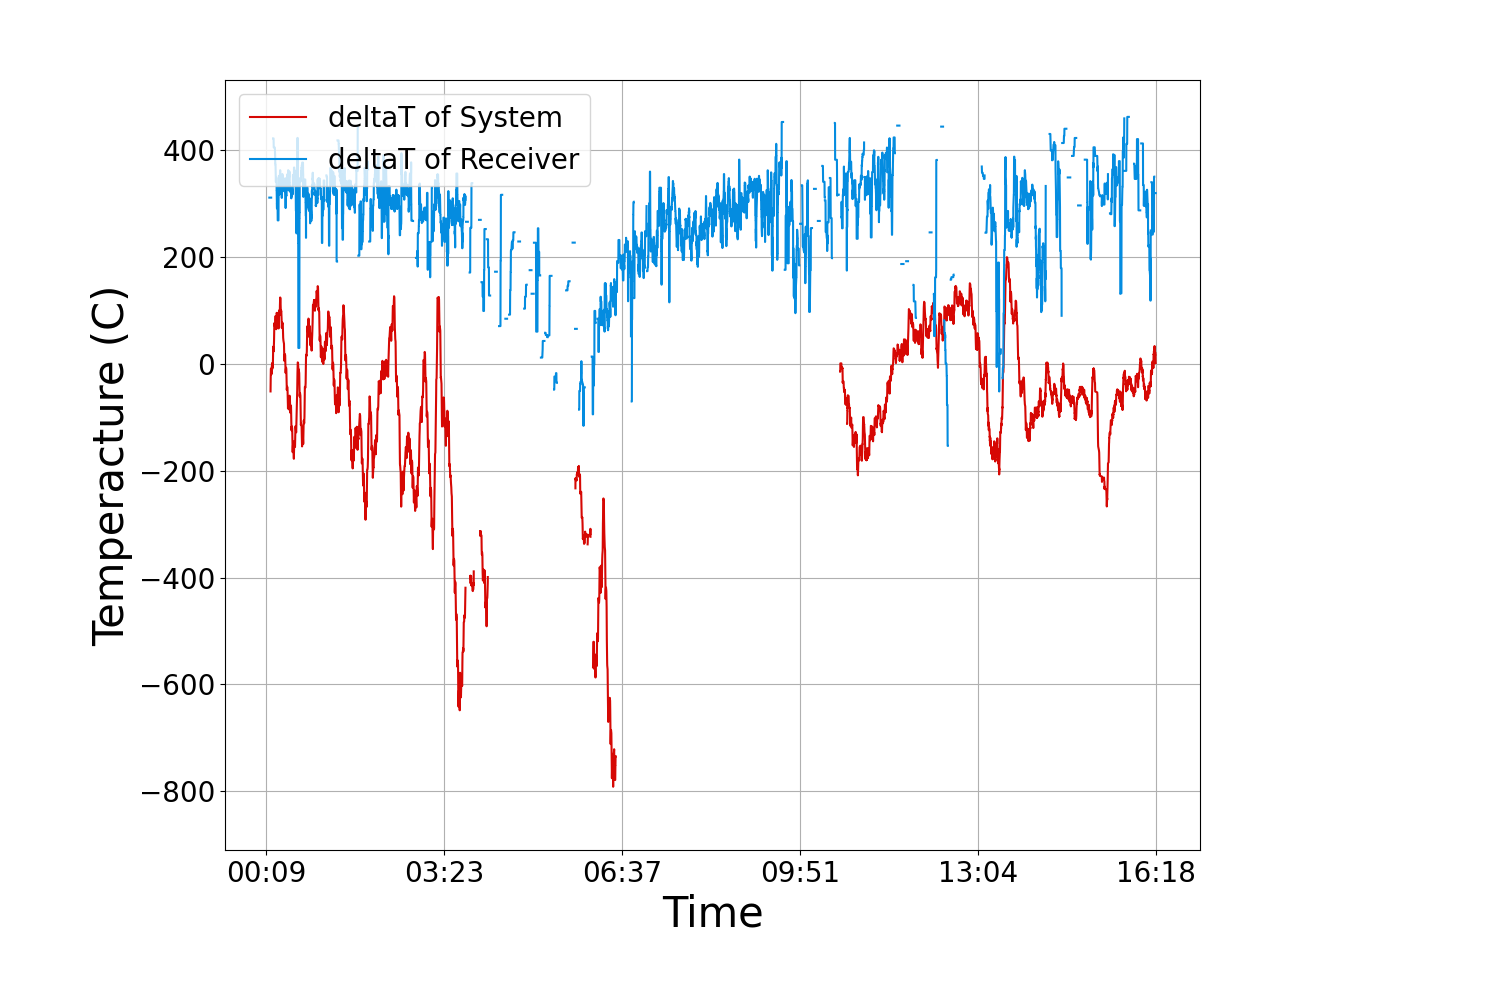 deltaT of System
deltaT of Receiver
400
200
0
−200
−400
−600
−800
Temperacture (C)
00:09 03:23 06:37 09:51 13:04 16:18
Time